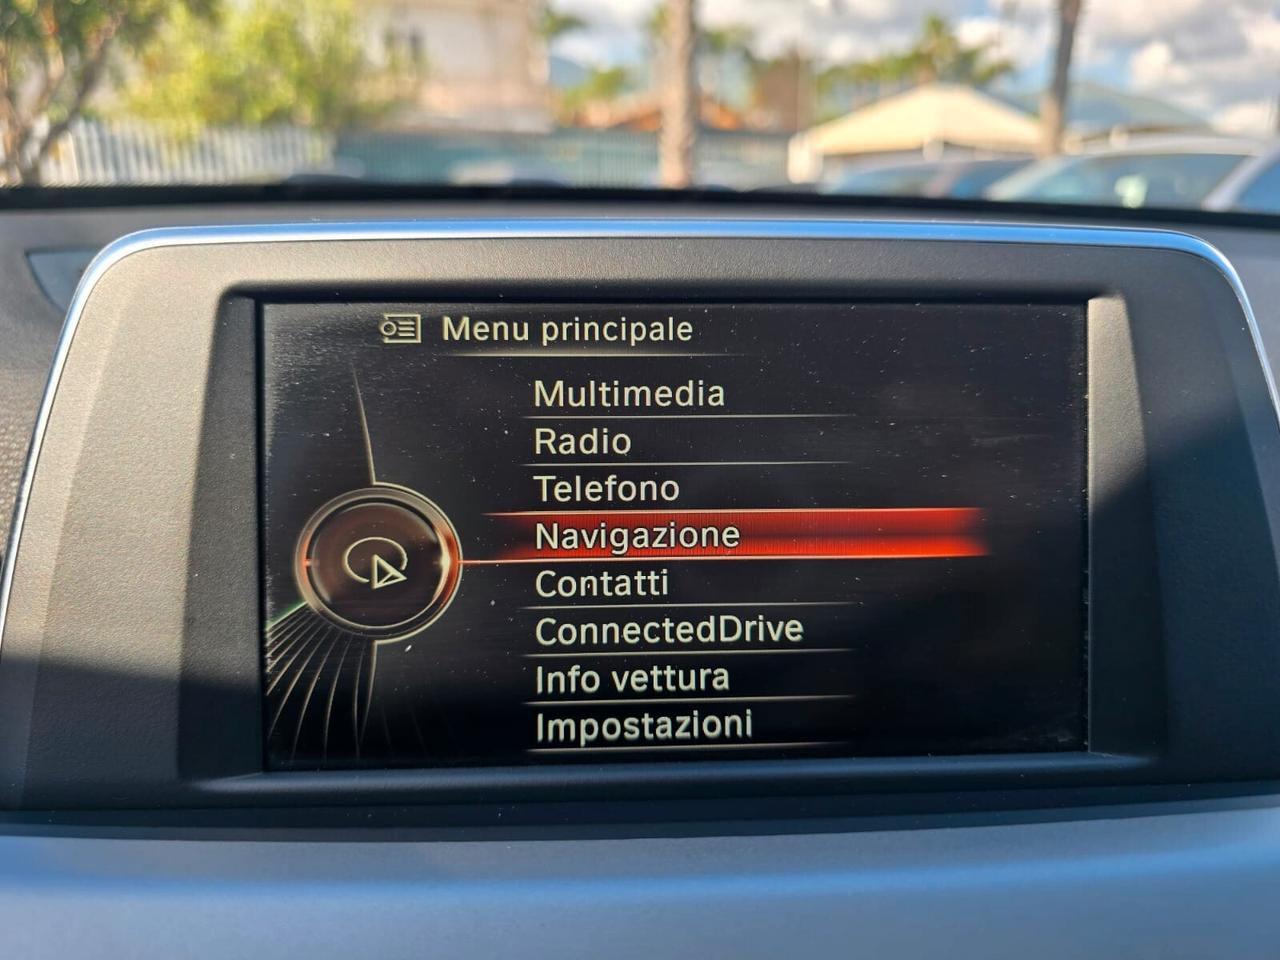 Menu principale
Multimedia
Radio
Telefono
Navigazione
Contatti
ConnectedDrive
Info vettura
Impostazioni